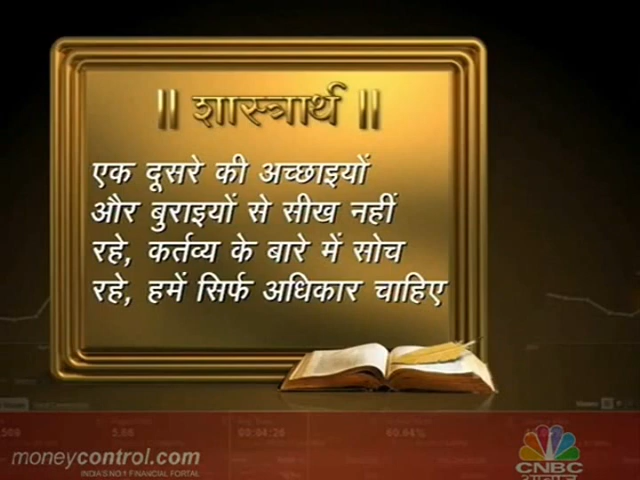 ॥ शास्त्रार्थ ॥
एक दूसरे की अच्छाइयों
और बुराइयों से सीख नहीं
रहे, कर्तव्य के बारे में सोच
रहे, हमें सिर्फ अधिकार चाहिए
moneycontrol.com
INDIA'S NO.1 FINANCIAL PORTAL
CNBC
आवाज़